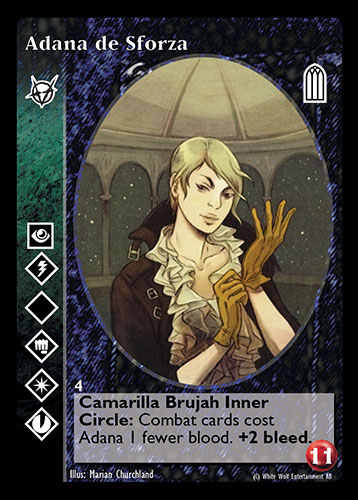 Adana de Sforza
4
Camarilla Brujah Inner
Circle: Combat cards cost
Adana 1 fewer blood. +2 bleed.
11
Illus: Marian Churchland
(C) White Wolf Entertainment AB